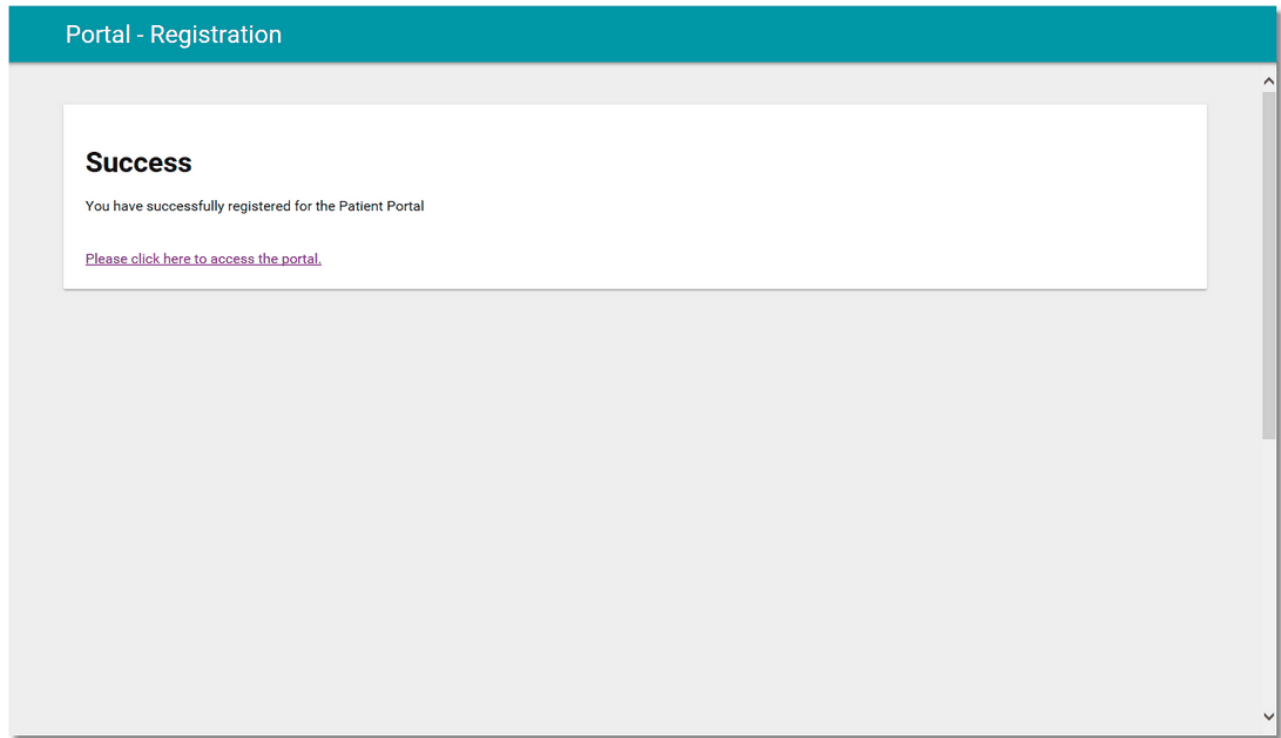 Portal - Registration
Success
You have successfully registered for the Patient Portal
Please click here to access the portal.